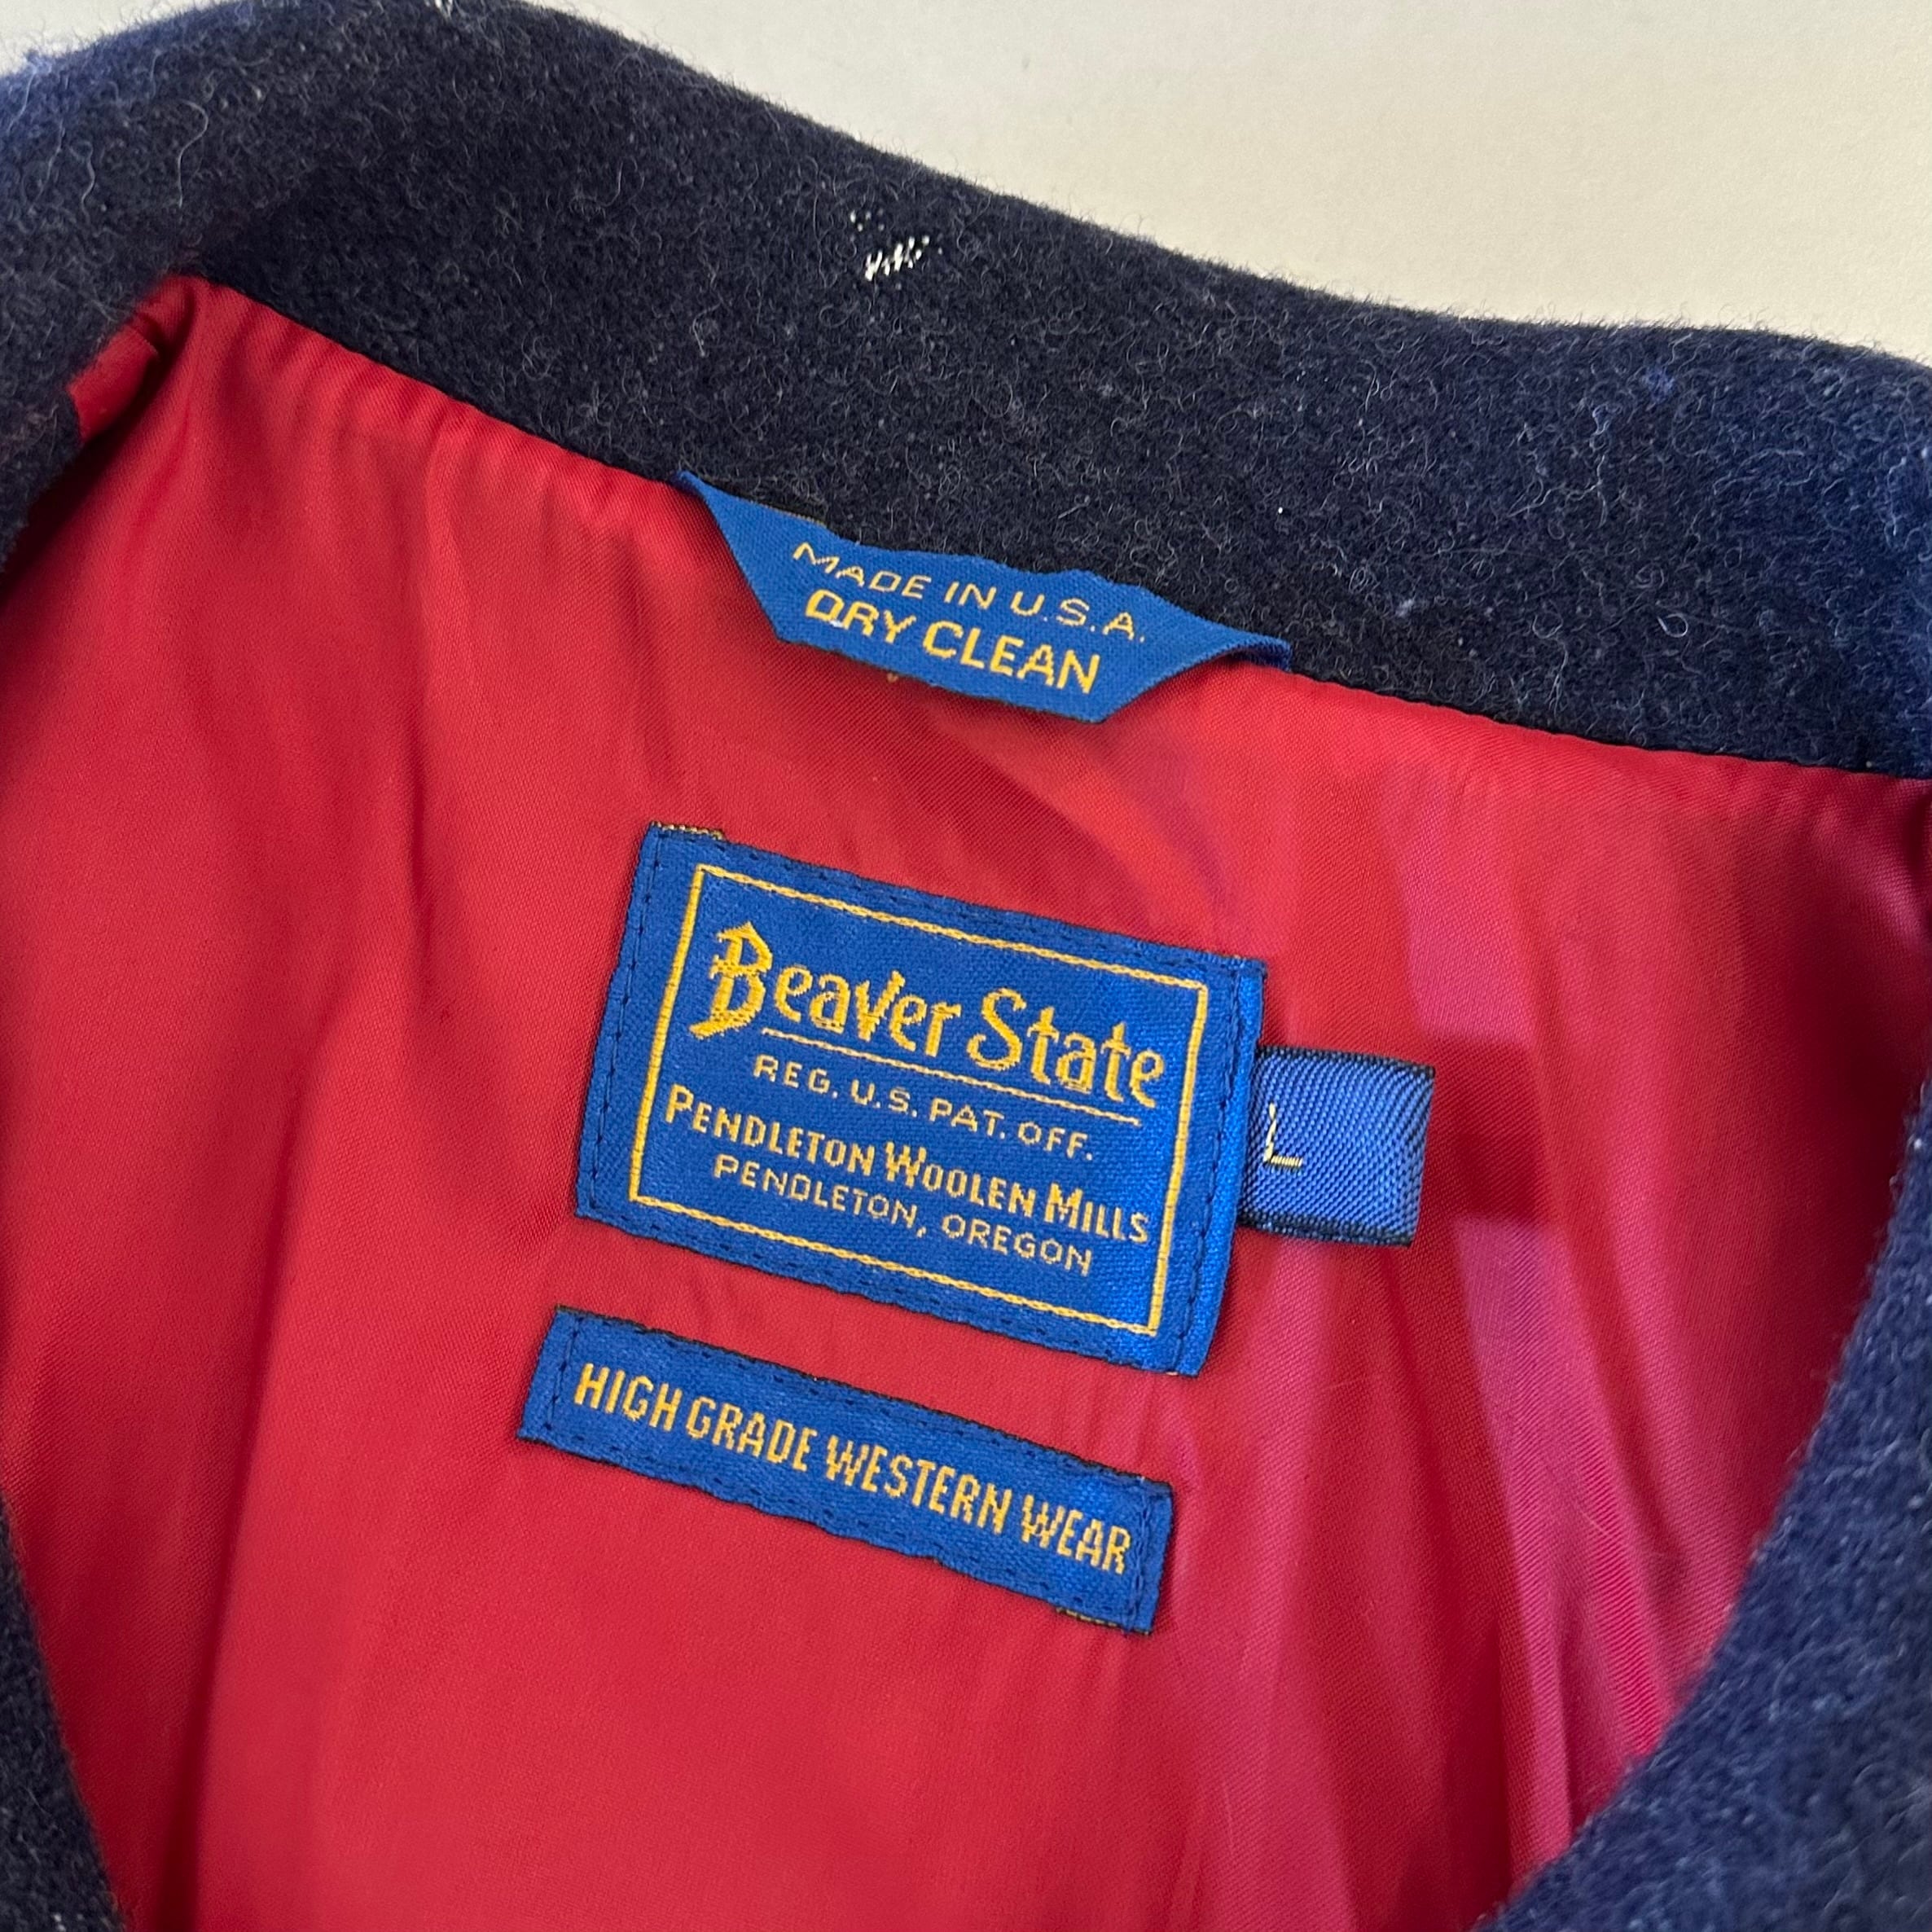 MADE IN U.S.A.
DRY CLEAN
Beaver State
REG. U.S. PAT. OFF.
PENDLETON WOOLEN MILLS
PENDLETON, OREGON
L
HIGH GRADE WESTERN WEAR